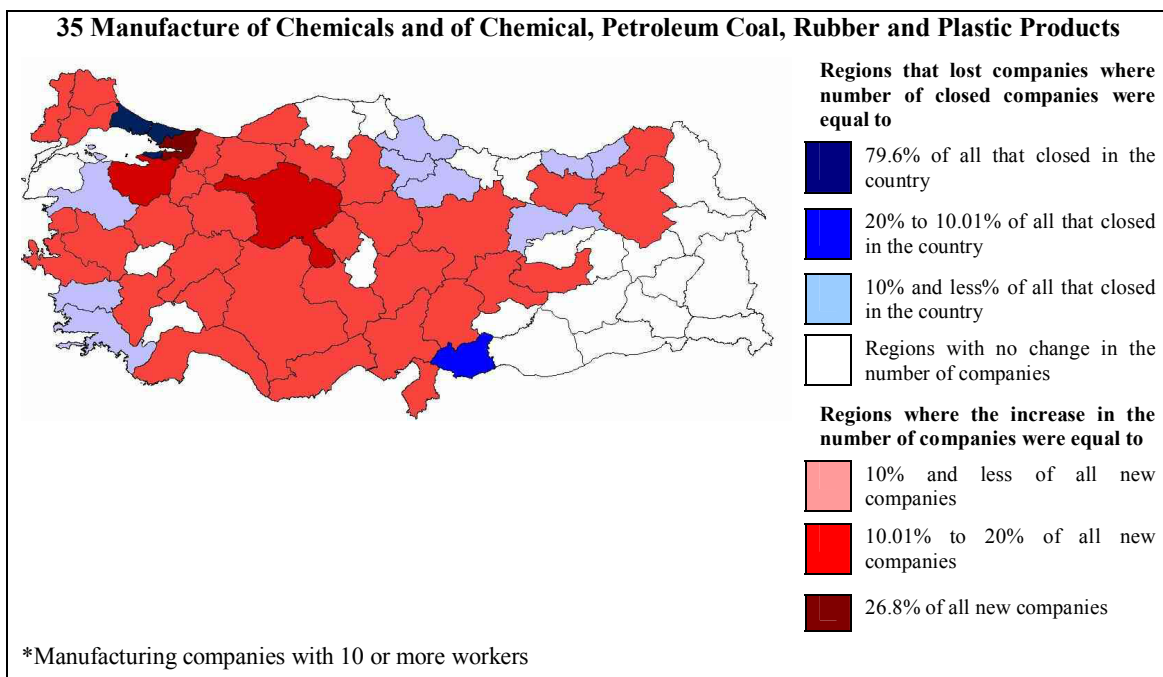 35 Manufacture of Chemicals and of Chemical, Petroleum Coal, Rubber and Plastic Products
Regions that lost companies where
number of closed companies were
equal to
79.6% of all that closed in the
country
20% to 10.01% of all that closed
in the country
10% and less% of all that closed
in the country
Regions with no change in the
number of companies
Regions where the increase in the
number of companies were equal to
10% and less of all new
companies
10.01% to 20% of all new
companies
26.8% of all new companies
*Manufacturing companies with 10 or more workers